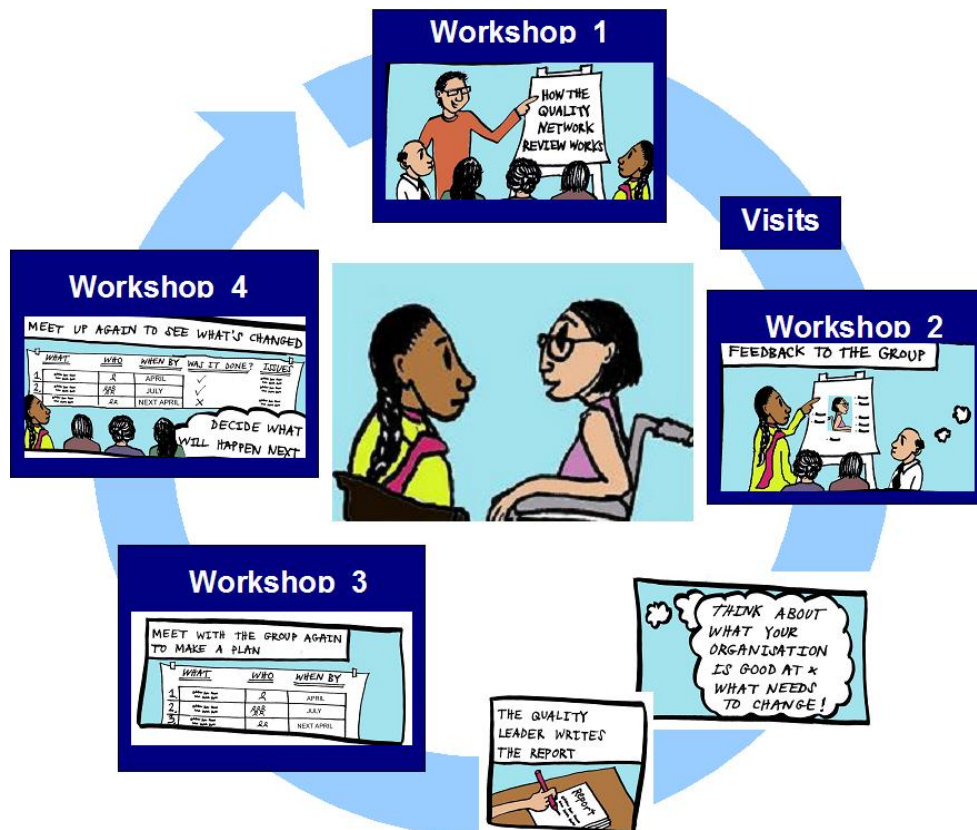 Workshop 1
HOW THE
QUALITY
NETWORK
REVIEW WORKS
Visits
Workshop 2
FEEDBACK TO THE GROUP
THINK ABOUT
WHAT YOUR
ORGANISATION
IS GOOD AT &
WHAT NEEDS
TO CHANGE!
THE QUALITY
LEADER WRITES
THE REPORT
Report
Workshop 3
MEET WITH THE GROUP AGAIN
TO MAKE A PLAN
WHAT WHO WHEN BY
1. APRIL
2. JULY
3. NEXT APRIL
Workshop 4
MEET UP AGAIN TO SEE WHAT'S CHANGED
WHAT WHO WHEN BY WAS IT DONE? ISSUES
1. APRIL ✓
2. JULY ✓
NEXT APRIL X
DECIDE WHAT
WILL HAPPEN NEXT